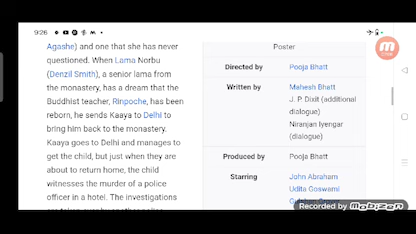 9:26
Agashe) and one that she has never
questioned. When Lama Norbu
(Denzil Smith), a senior lama from
the monastery, has a dream that the
Buddhist teacher, Rinpoche, has been
reborn, he sends Kaaya to Delhi to
bring him back to the monastery.
Kaaya goes to Delhi and manages to
get the child, but just when they are
about to return home, the child
witnesses the murder of a police
officer in a hotel. The investigations
Poster
Directed by Pooja Bhatt
Written by Mahesh Bhatt
J. P. Dixit (additional
dialogue)
Niranjan Iyengar
(dialogue)
Produced by Pooja Bhatt
Starring John Abraham
Udita Goswami
Recorded by Mobizen